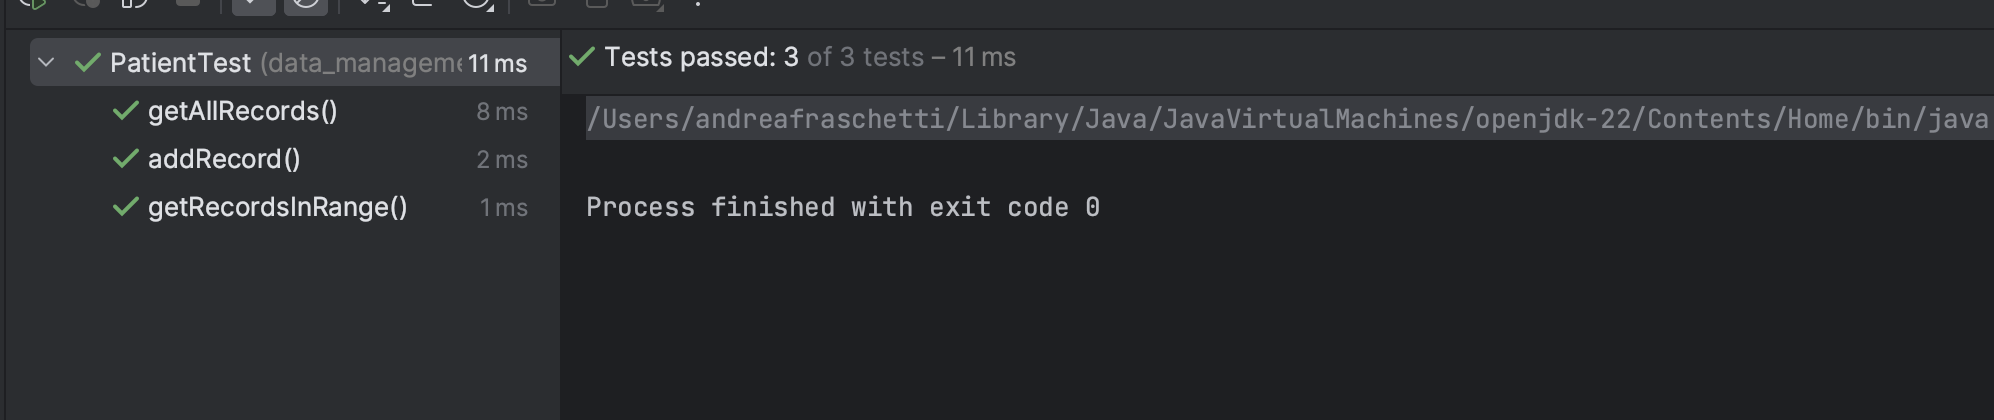 PatientTest (data_manageme 11 ms
getAllRecords() 8 ms
addRecord() 2 ms
getRecordsInRange() 1 ms
Tests passed: 3 of 3 tests – 11 ms
/Users/andreafraschetti/Library/Java/JavaVirtualMachines/openjdk-22/Contents/Home/bin/java
Process finished with exit code 0